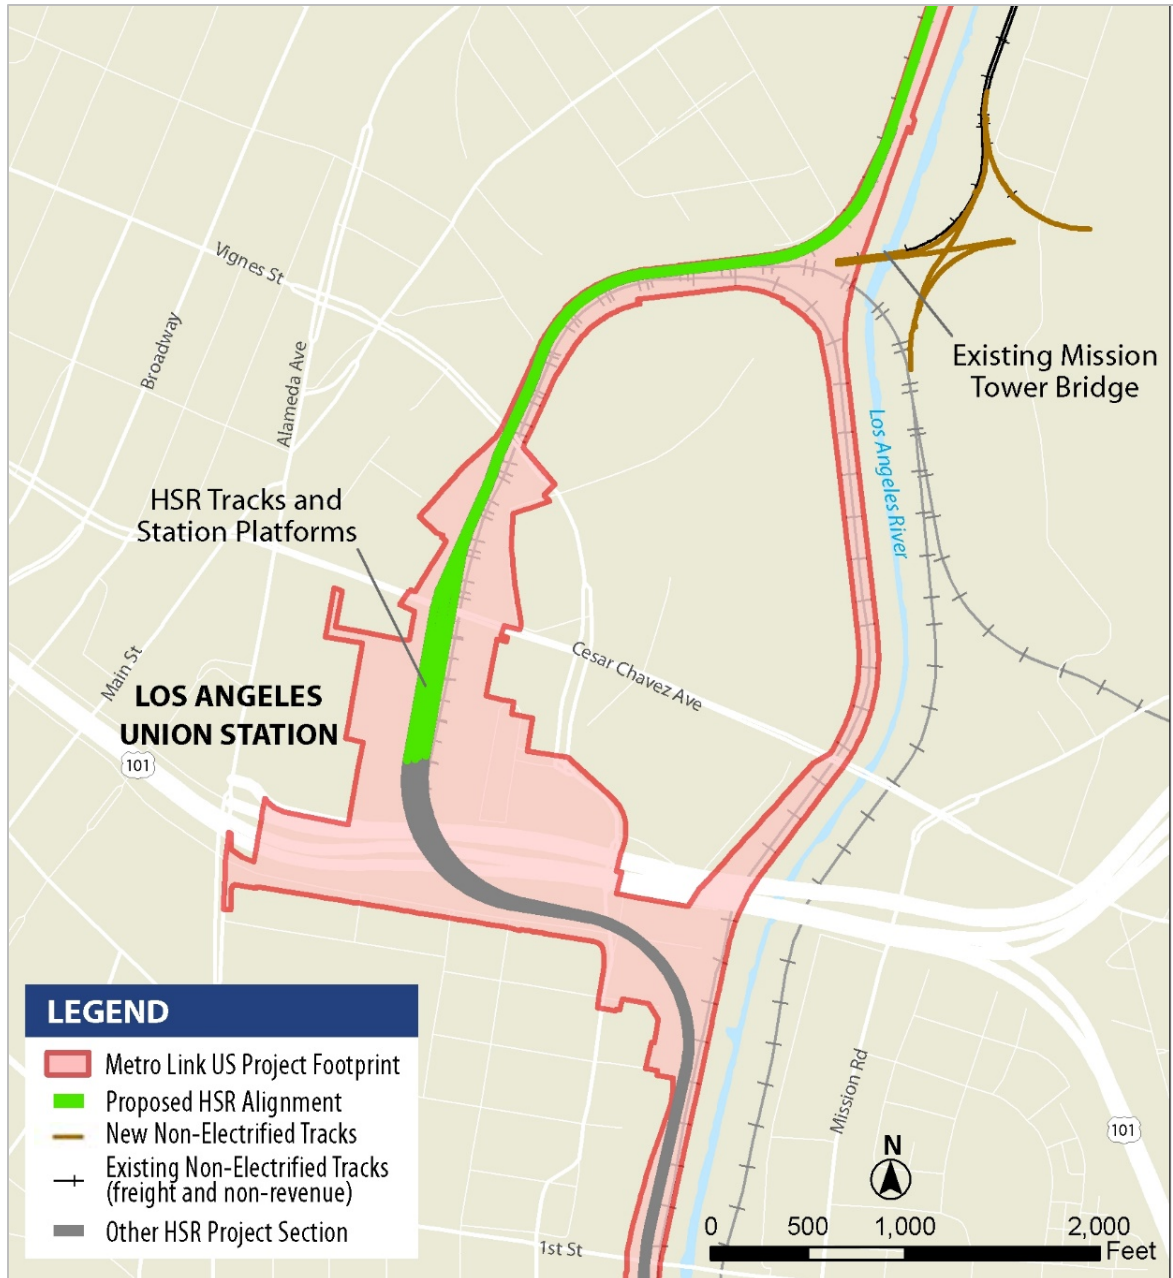 Vignes St
Broadway
Alameda Ave
Existing Mission
Tower Bridge
Los Angeles River
HSR Tracks and
Station Platforms
Cesar Chavez Ave
Main St
LOS ANGELES
UNION STATION
101
LEGEND
Metro Link US Project Footprint
Proposed HSR Alignment
New Non-Electrified Tracks
Existing Non-Electrified Tracks
(freight and non-revenue)
Other HSR Project Section
Mission Rd
101
N
1st St
0 500 1,000 2,000
Feet